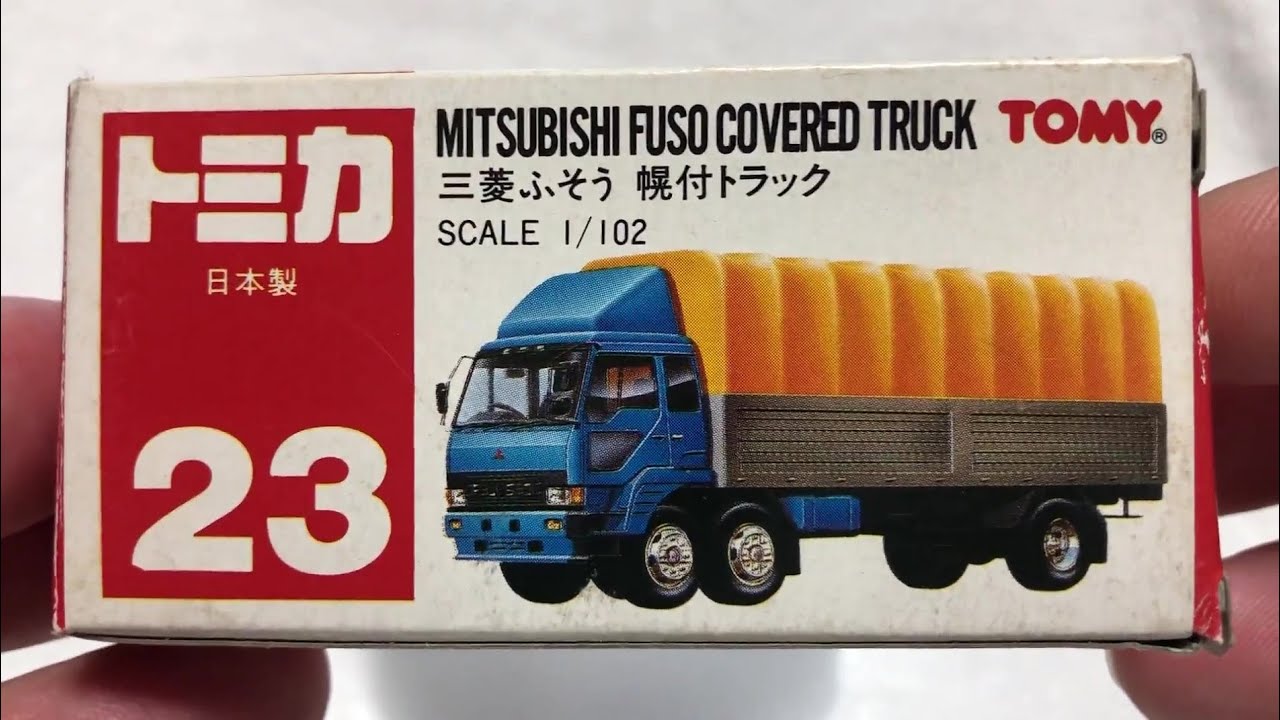 トミカ
日本製
23
MITSUBISHI FUSO COVERED TRUCK
TOMY®
三菱ふそう 幌付トラック
SCALE 1/102